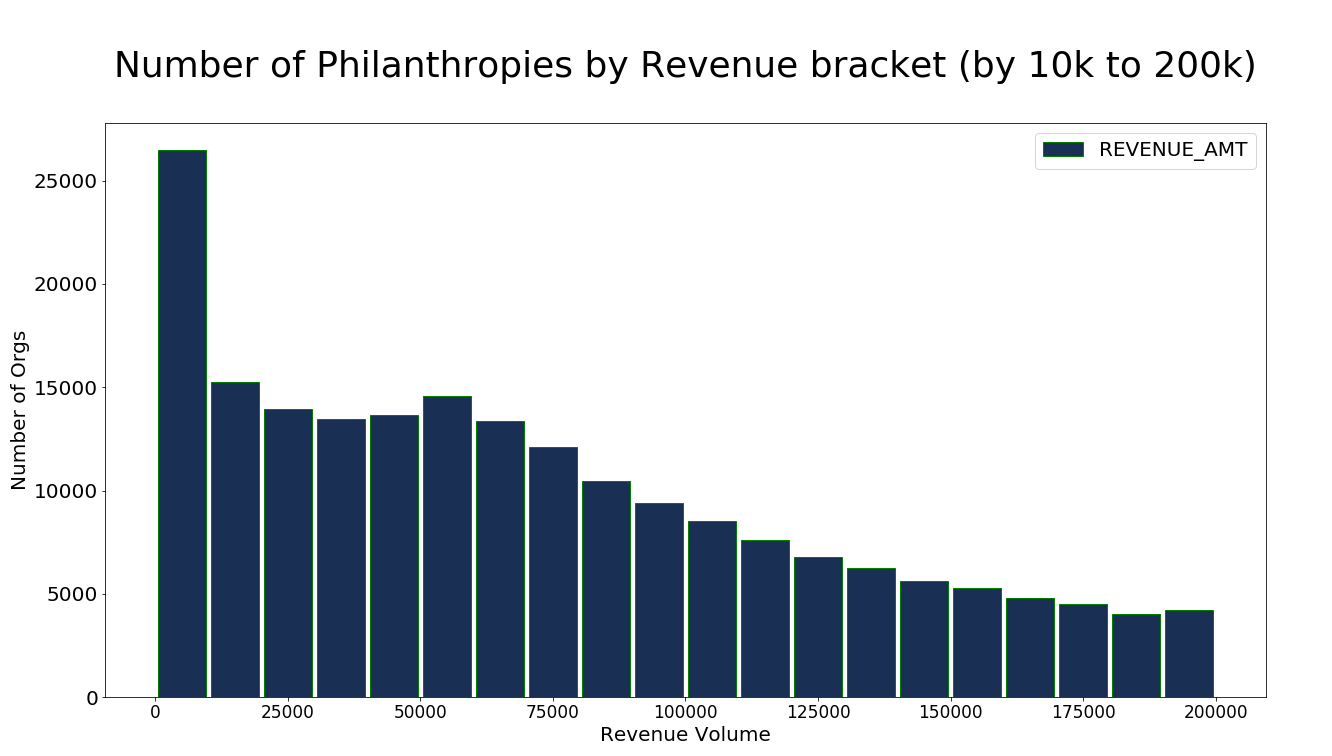 Number of Philanthropies by Revenue bracket (by 10k to 200k)
REVENUE_AMT
25000
20000
15000
10000
5000
0
Number of Orgs
0 25000 50000 75000 100000 125000 150000 175000 200000
Revenue Volume